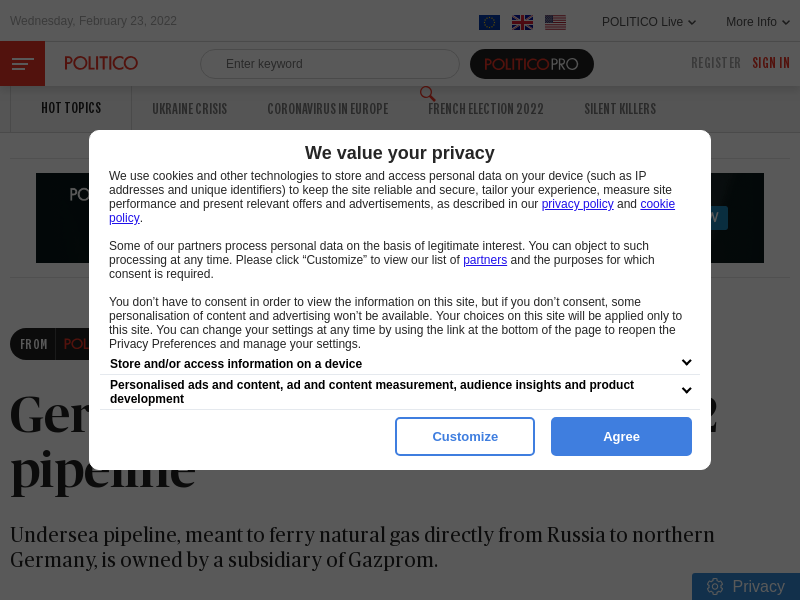 Wednesday, February 23, 2022
POLITICO Live
More Info
POLITICO
Enter keyword
POLITICOPRO
REGISTER
SIGN IN
HOT TOPICS
UKRAINE CRISIS
CORONAVIRUS IN EUROPE
FRENCH ELECTION 2022
SILENT KILLERS
We value your privacy
We use cookies and other technologies to store and access personal data on your device (such as IP
addresses and unique identifiers) to keep the site reliable and secure, tailor your experience, measure site
performance and present relevant offers and advertisements, as described in our privacy policy and cookie
policy.
Some of our partners process personal data on the basis of legitimate interest. You can object to such
processing at any time. Please click “Customize” to view our list of partners and the purposes for which
consent is required.
You don’t have to consent in order to view the information on this site, but if you don’t consent, some
personalisation of content and advertising won’t be available. Your choices on this site will be applied only to
this site. You can change your settings at any time by using the link at the bottom of the page to reopen the
Privacy Preferences and manage your settings.
Store and/or access information on a device
Personalised ads and content, ad and content measurement, audience insights and product
development
Customize
Agree
FROM
pipeline
Undersea pipeline, meant to ferry natural gas directly from Russia to northern
Germany, is owned by a subsidiary of Gazprom.
Privacy